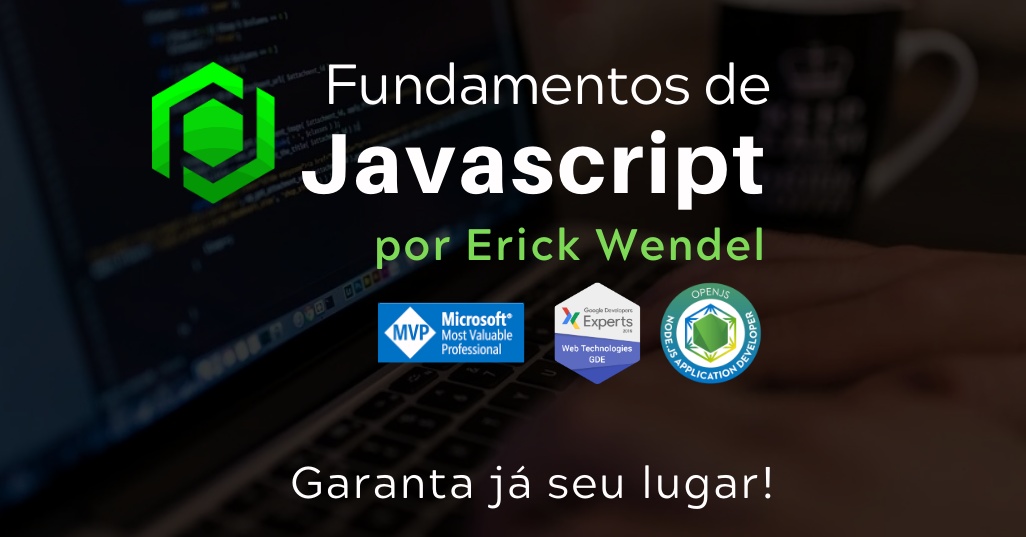 Fundamentos de
Javascript
por Erick Wendel
MVP
Microsoft®
Most Valuable
Professional
Google Developers
Experts
Web Technologies
GDE
OPENJS
NODE.JS APPLICATION DEVELOPER
Garanta já seu lugar!